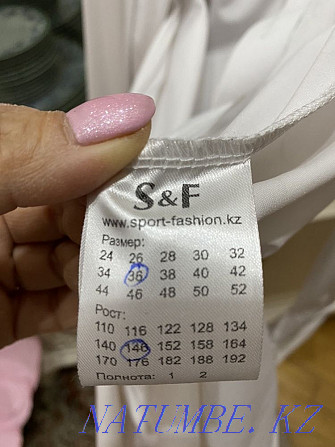 S&F
www.sport-fashion.kz
Размер:
24 26 28 30 32
34 36 38 40 42
44 46 48 50 52
Рост:
110 116 122 128 134
140 146 152 158 164
170 176 182 188 192
Полнота: 1 2
NATUMBE.KZ